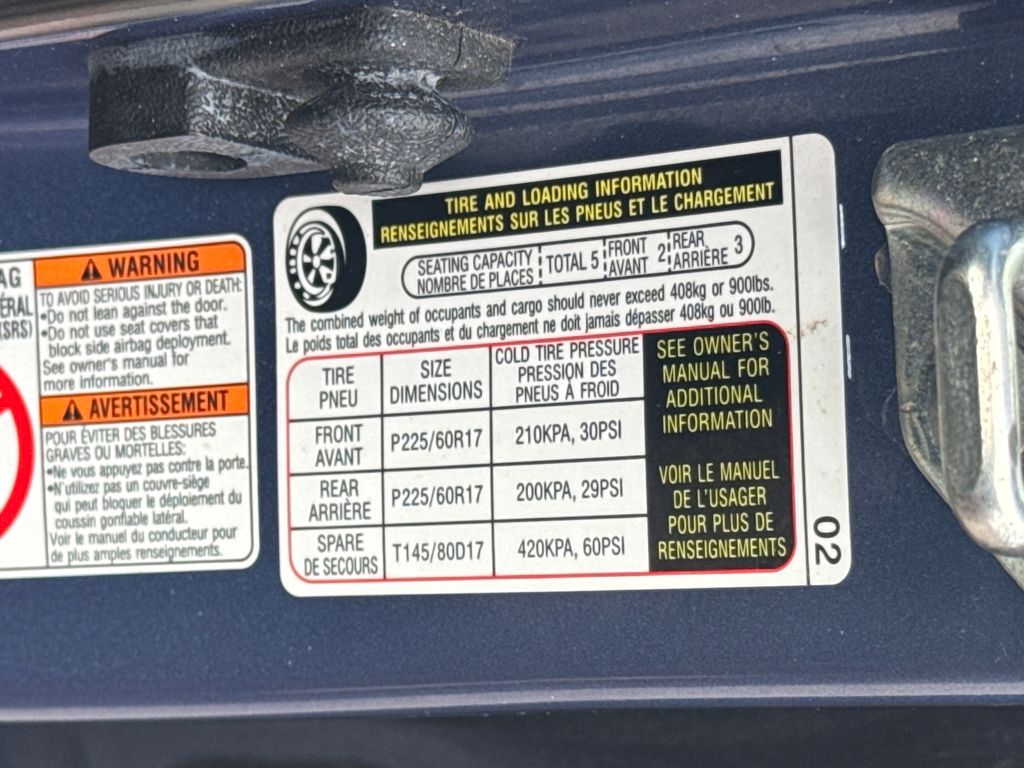 AG
ÉRAL
(SRS)
WARNING
TO AVOID SERIOUS INJURY OR DEATH:
•Do not lean against the door.
•Do not use seat covers that
block side airbag deployment.
See owner's manual for
more information.
AVERTISSEMENT
POUR ÉVITER DES BLESSURES
GRAVES OU MORTELLES:
•Ne vous appuyez pas contre la porte.
•N'utilizez pas un couvre-siège
qui peut bloquer le déploiement du
coussin gonflable latéral.
Voir le manuel du conducteur pour
de plus amples renseignements.
TIRE AND LOADING INFORMATION
RENSEIGNEMENTS SUR LES PNEUS ET LE CHARGEMENT
SEATING CAPACITY
NOMBRE DE PLACES
TOTAL 5
FRONT
AVANT 2
REAR
ARRIÈRE 3
The combined weight of occupants and cargo should never exceed 408kg or 900lbs.
Le poids total des occupants et du chargement ne doit jamais dépasser 408kg ou 900lb.
TIRE
PNEU
SIZE
DIMENSIONS
COLD TIRE PRESSURE
PRESSION DES
PNEUS À FROID
FRONT
AVANT
P225/60R17
210KPA, 30PSI
REAR
ARRIÈRE
P225/60R17
200KPA, 29PSI
SPARE
DE SECOURS
T145/80D17
420KPA, 60PSI
SEE OWNER'S
MANUAL FOR
ADDITIONAL
INFORMATION
VOIR LE MANUEL
DE L'USAGER
POUR PLUS DE
RENSEIGNEMENTS
02